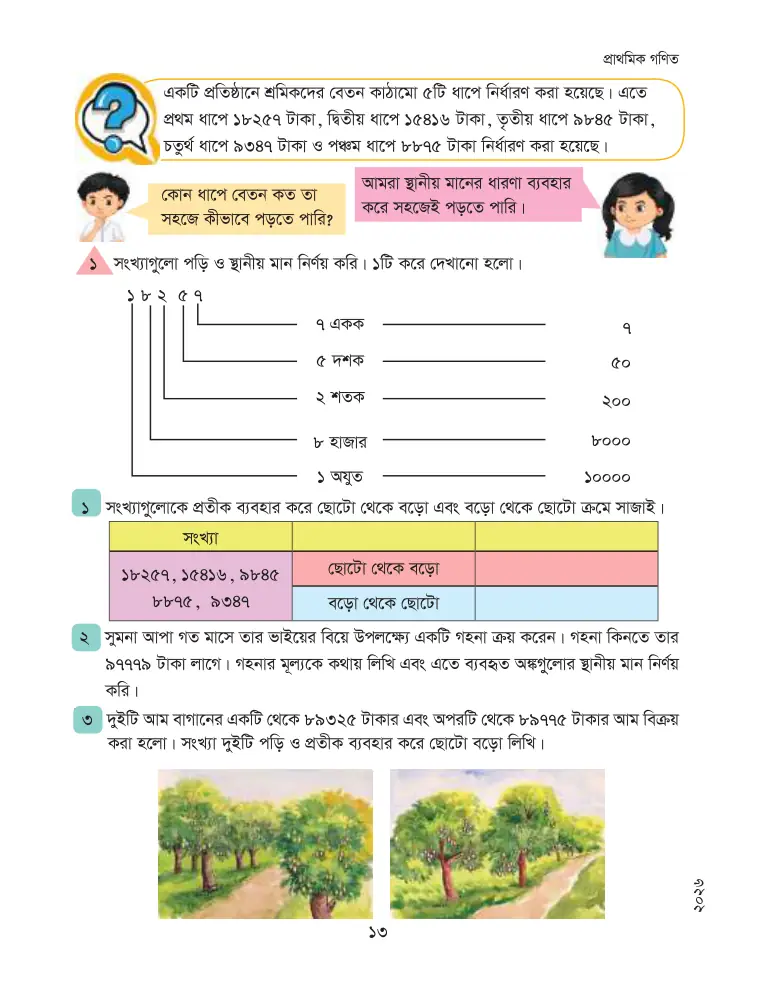 প্রাথমিক গণিত
একটি প্রতিষ্ঠানে শ্রমিকদের বেতন কাঠামো ৫টি ধাপে নির্ধারণ করা হয়েছে। এতে
প্রথম ধাপে ১৮২৫৭ টাকা, দ্বিতীয় ধাপে ১৫৪১৬ টাকা, তৃতীয় ধাপে ৯৮৪৫ টাকা,
চতুর্থ ধাপে ৯৩৪৭ টাকা ও পঞ্চম ধাপে ৮৮৭৫ টাকা নির্ধারণ করা হয়েছে।
কোন ধাপে বেতন কত তা
সহজে কীভাবে পড়তে পারি?
আমরা স্থানীয় মানের ধারণা ব্যবহার
করে সহজেই পড়তে পারি।
১ সংখ্যাগুলো পড়ি ও স্থানীয় মান নির্ণয় করি। ১টি করে দেখানো হলো।
১ ৮ ২ ৫ ৭
৭ একক ৭
৫ দশক ৫০
২ শতক ২০০
৮ হাজার ৮০০০
১ অযুত ১০০০০
১ সংখ্যাগুলোকে প্রতীক ব্যবহার করে ছোটো থেকে বড়ো এবং বড়ো থেকে ছোটো ক্রমে সাজাই।
সংখ্যা
১৮২৫৭, ১৫৪১৬, ৯৮৪৫
৮৮৭৫, ৯৩৪৭
ছোটো থেকে বড়ো
বড়ো থেকে ছোটো
২ সুমনা আপা গত মাসে তার ভাইয়ের বিয়ে উপলক্ষ্যে একটি গহনা ক্রয় করেন। গহনা কিনতে তার
৯৭৭৭৯ টাকা লাগে। গহনার মূল্যকে কথায় লিখি এবং এতে ব্যবহৃত অঙ্কগুলোর স্থানীয় মান নির্ণয়
করি।
৩ দুইটি আম বাগানের একটি থেকে ৮৯৩২৫ টাকার এবং অপরটি থেকে ৮৯৭৭৫ টাকার আম বিক্রয়
করা হলো। সংখ্যা দুইটি পড়ি ও প্রতীক ব্যবহার করে ছোটো বড়ো লিখি।
২০২৬
১৩